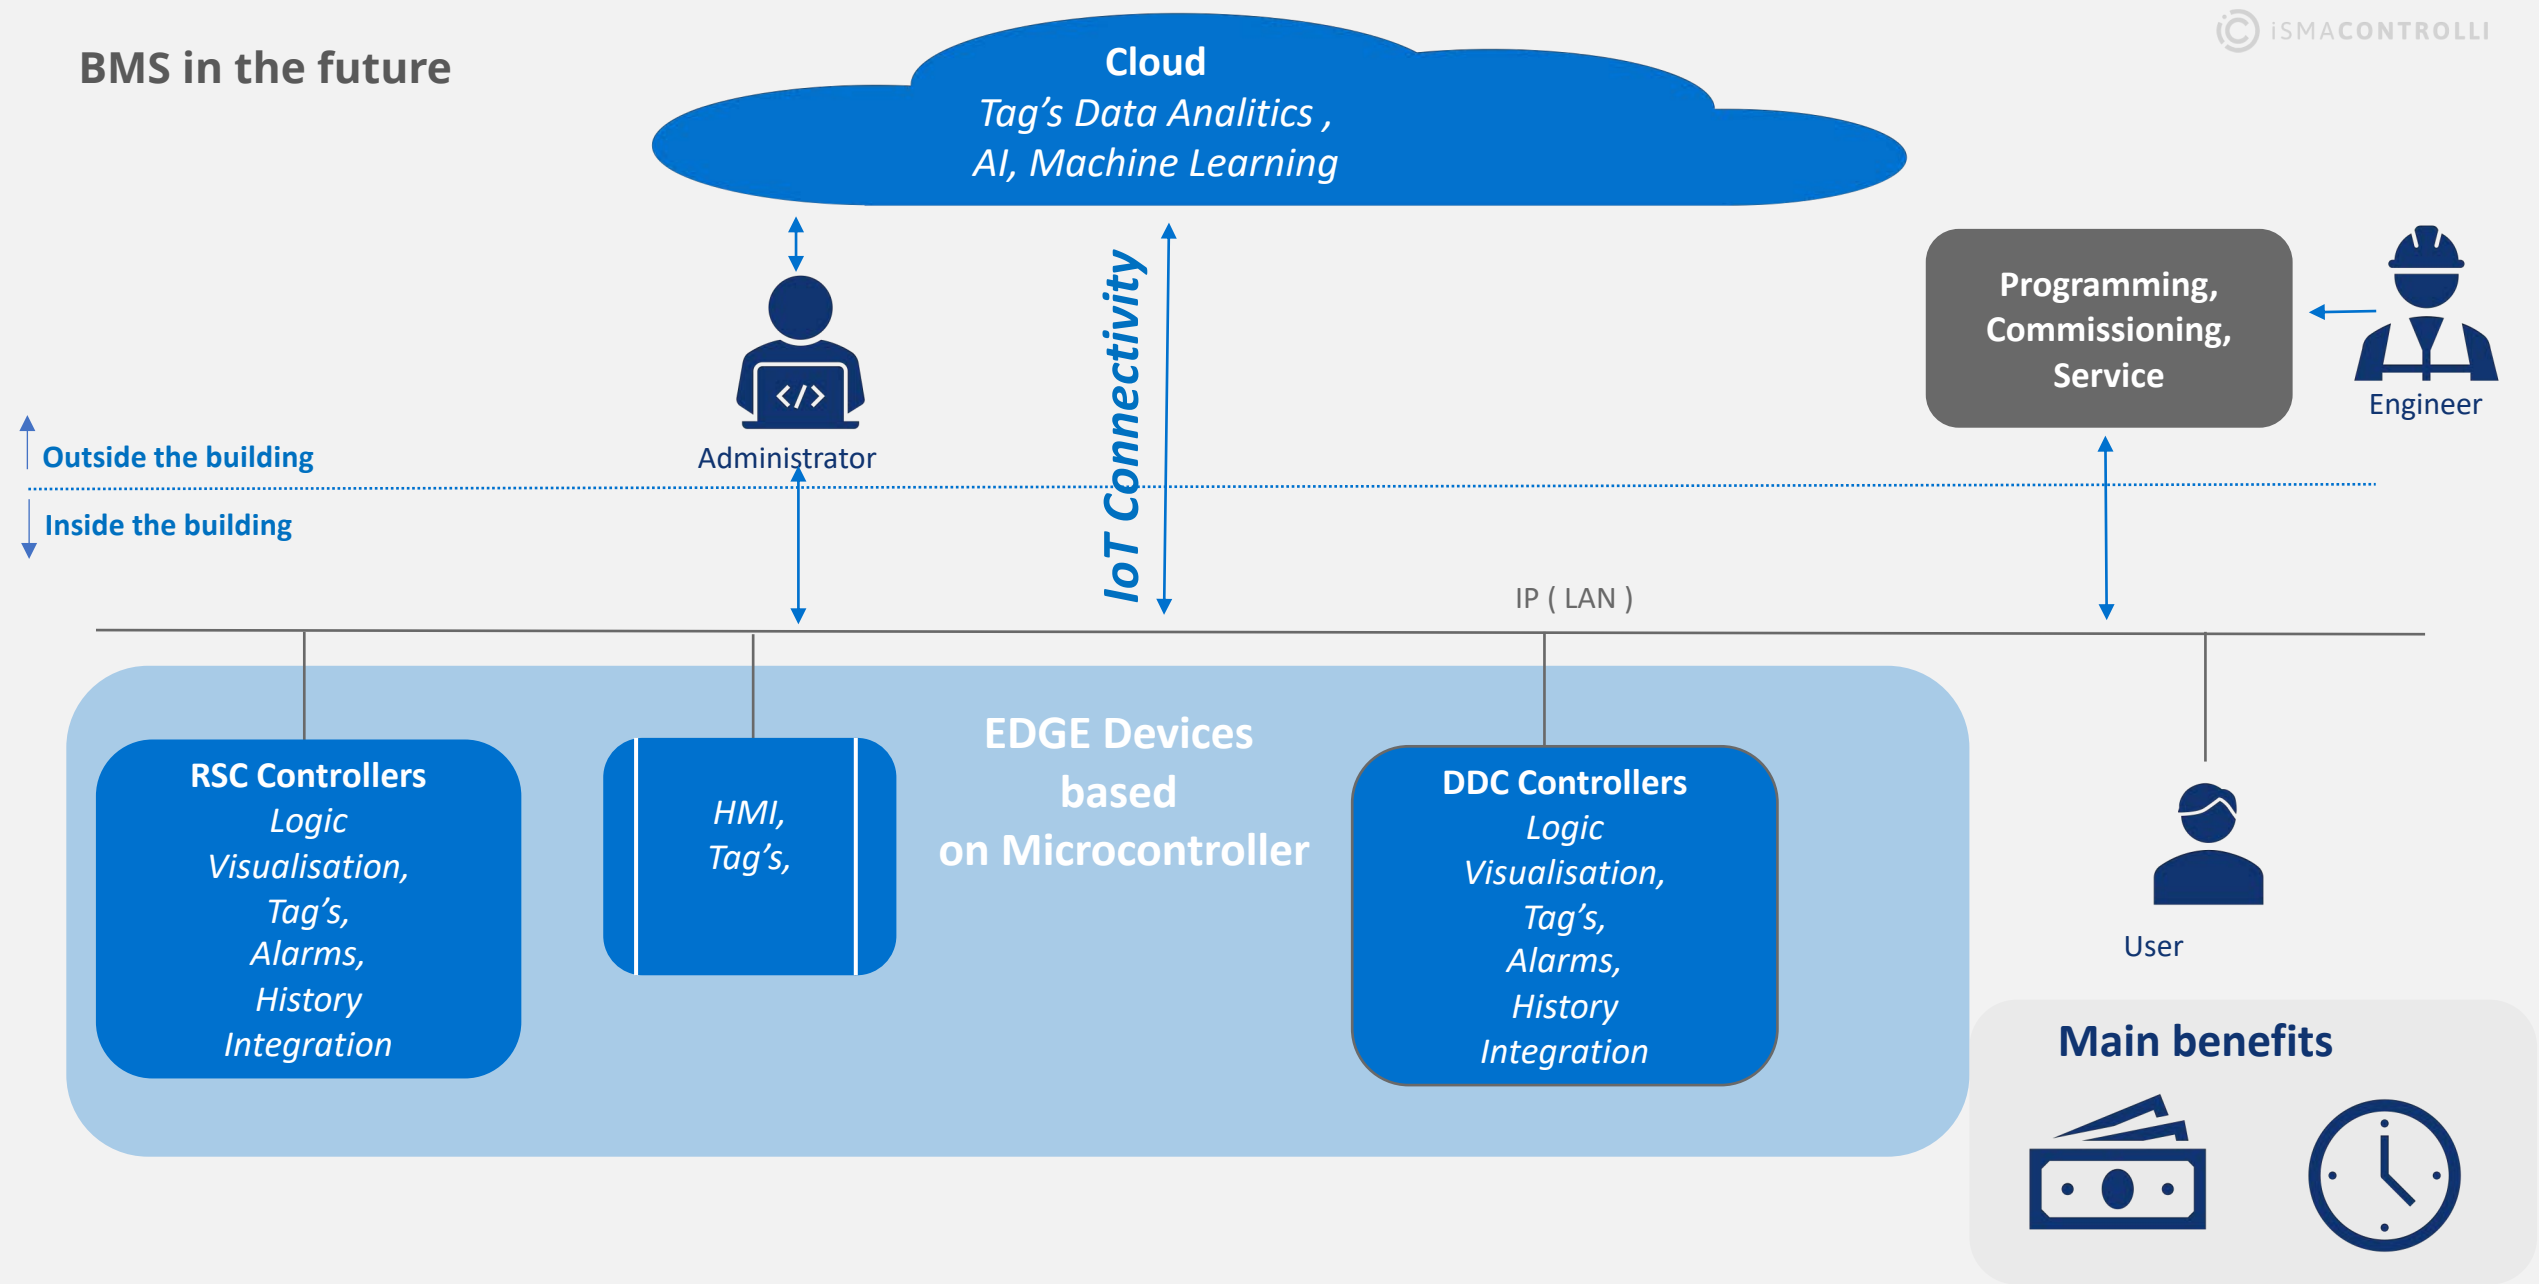 iSMACONTROLLI
BMS in the future
Cloud
Tag’s Data Analitics ,
AI, Machine Learning
IoT Connectivity
Programming,
Commissioning,
Service
Engineer
</>
Administrator
Outside the building
Inside the building
IP ( LAN )
RSC Controllers
Logic
Visualisation,
Tag’s,
Alarms,
History
Integration
HMI,
Tag’s,
EDGE Devices
based
on Microcontroller
DDC Controllers
Logic
Visualisation,
Tag’s,
Alarms,
History
Integration
User
Main benefits